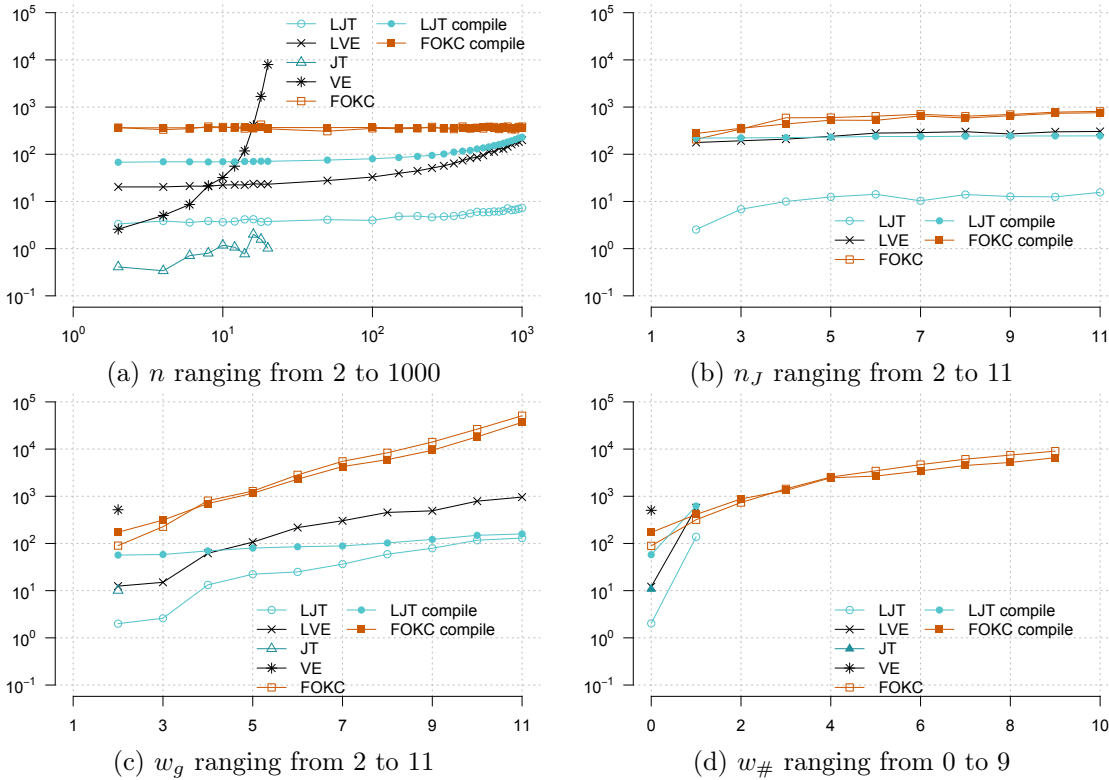 10^5
10^4
10^3
10^2
10^1
10^0
10^−1
10^0 10^1 10^2 10^3
LJT LJT compile
LVE FOKC compile
JT
VE
FOKC
(a) n ranging from 2 to 1000
10^5
10^4
10^3
10^2
10^1
10^0
10^−1
1 3 5 7 9 11
LJT LJT compile
LVE FOKC compile
FOKC
(b) n_J ranging from 2 to 11
10^5
10^4
10^3
10^2
10^1
10^0
10^−1
1 3 5 7 9 11
LJT LJT compile
LVE FOKC compile
JT
VE
FOKC
(c) w_g ranging from 2 to 11
10^5
10^4
10^3
10^2
10^1
10^0
10^−1
0 2 4 6 8 10
LJT LJT compile
LVE FOKC compile
JT
VE
FOKC
(d) w_# ranging from 0 to 9